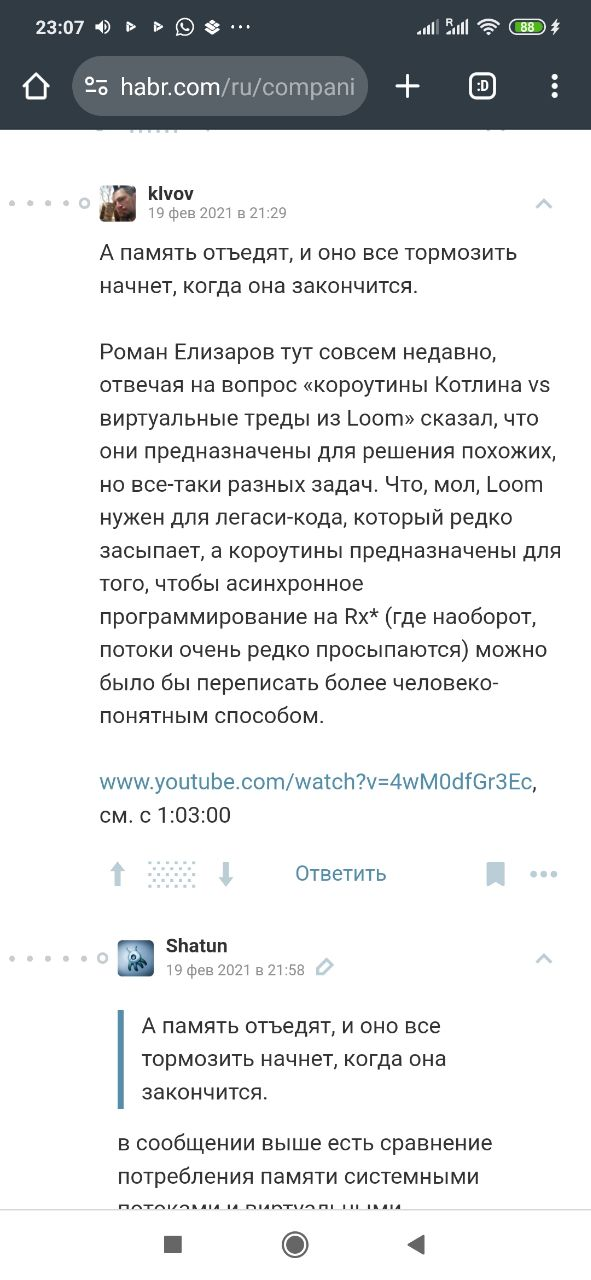 23:07
R
88
habr.com/ru/compani
:D
klvov
19 фев 2021 в 21:29
А память отъедят, и оно все тормозить
начнет, когда она закончится.
Роман Елизаров тут совсем недавно,
отвечая на вопрос «короутины Котлина vs
виртуальные треды из Loom» сказал, что
они предназначены для решения похожих,
но все-таки разных задач. Что, мол, Loom
нужен для легаси-кода, который редко
засыпает, а короутины предназначены для
того, чтобы асинхронное
программирование на Rx* (где наоборот,
потоки очень редко просыпаются) можно
было бы переписать более человеко-
понятным способом.
www.youtube.com/watch?v=4wM0dfGr3Ec,
см. с 1:03:00
Ответить
Shatun
19 фев 2021 в 21:58
А память отъедят, и оно все
тормозить начнет, когда она
закончится.
в сообщении выше есть сравнение
потребления памяти системными
потоками и виртуальными